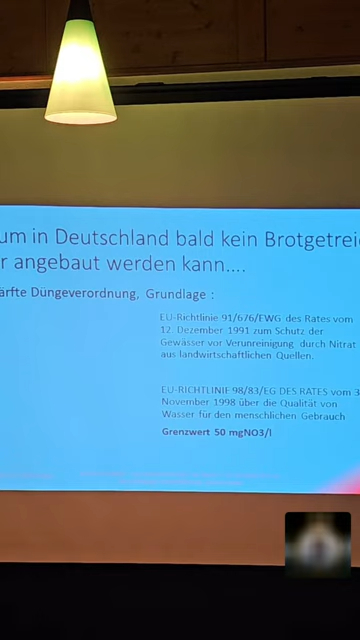 um in Deutschland bald kein Brotgetrei
r angebaut werden kann....
ärfte Düngeverordnung, Grundlage :
EU-Richtlinie 91/676/EWG des Rates vom
12. Dezember 1991 zum Schutz der
Gewässer vor Verunreinigung durch Nitrat
aus landwirtschaftlichen Quellen.
EU-RICHTLINIE 98/83/EG DES RATES vom 3
November 1998 über die Qualität von
Wasser für den menschlichen Gebrauch
Grenzwert 50 mgNO3/l